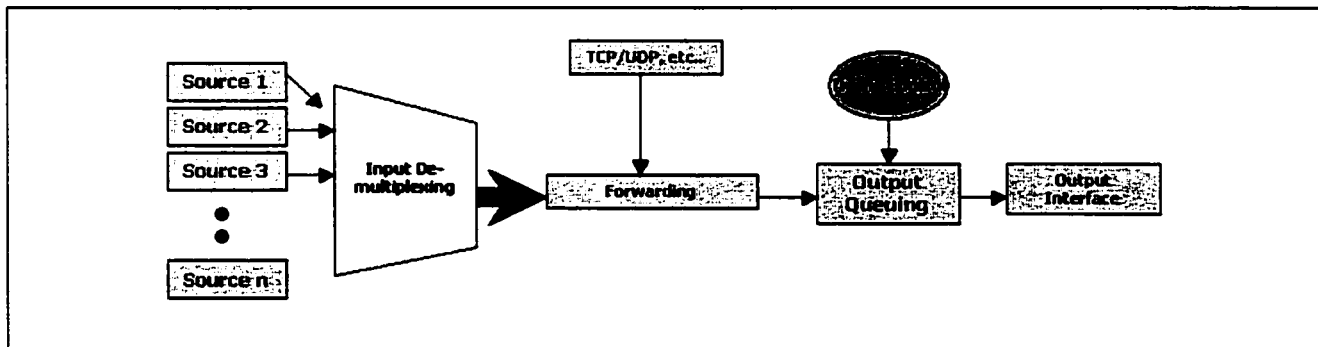 TCP/UDP, etc...
Source 1
Source 2
Source 3
Source n
Input De-
multiplexing
Forwarding
Output
Queuing
Output
Interface